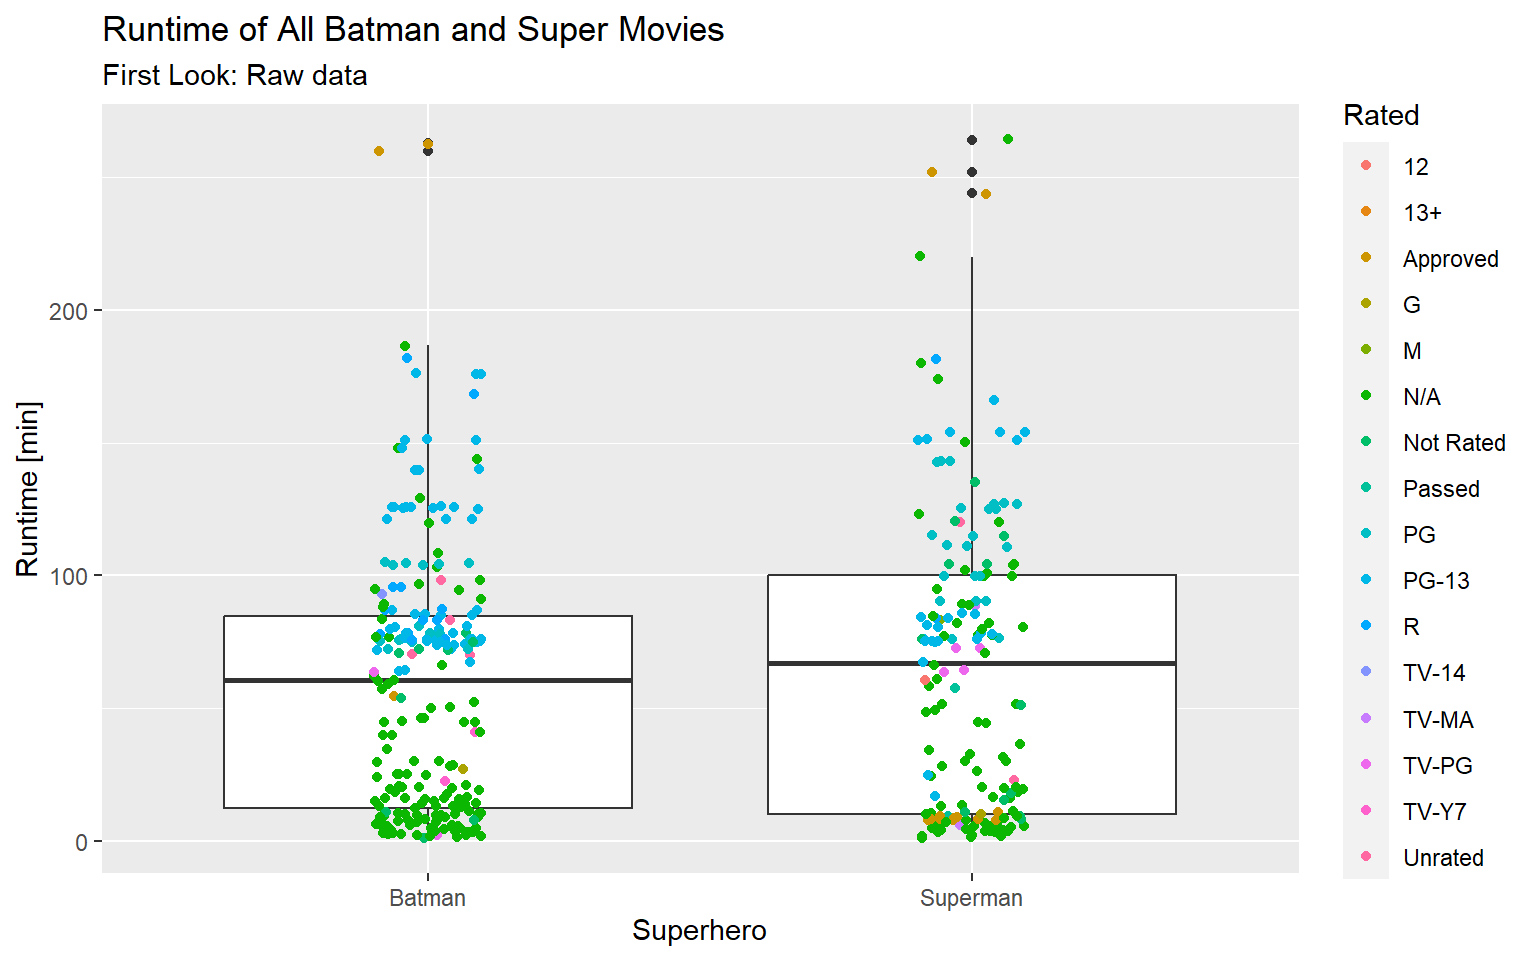 Runtime of All Batman and Super Movies
First Look: Raw data
Runtime [min]
200
100
0
Batman
Superman
Superhero
Rated
12
13+
Approved
G
M
N/A
Not Rated
Passed
PG
PG-13
R
TV-14
TV-MA
TV-PG
TV-Y7
Unrated